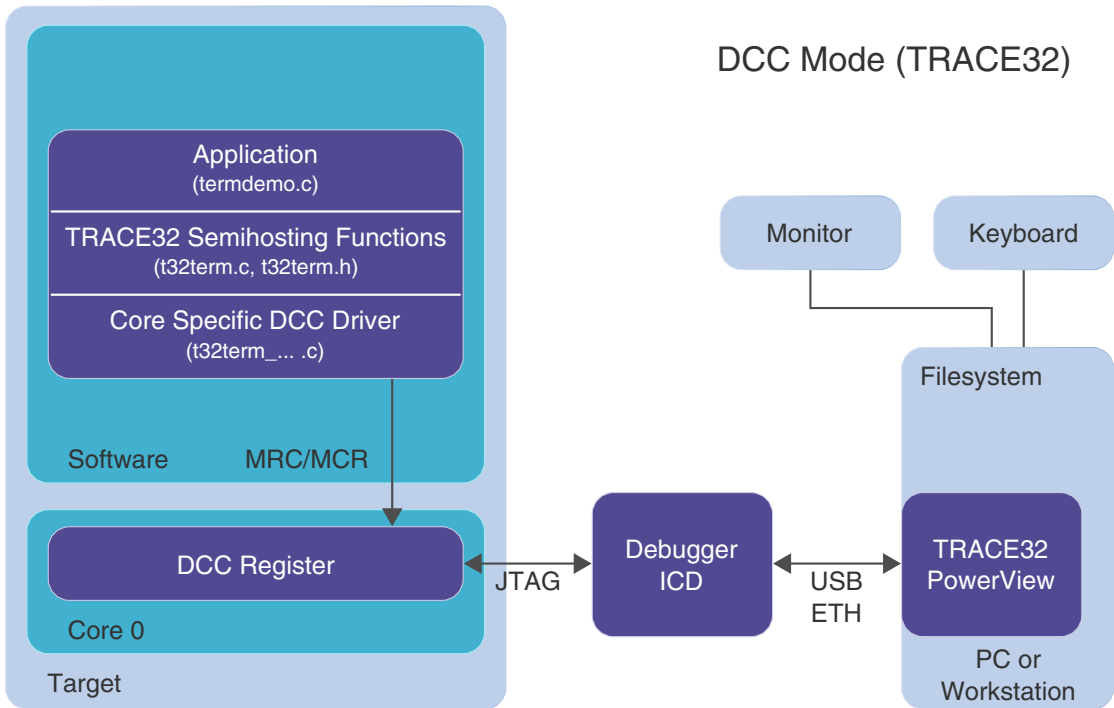 DCC Mode (TRACE32)
Application
(termdemo.c)
TRACE32 Semihosting Functions
(t32term.c, t32term.h)
Core Specific DCC Driver
(t32term_... .c)
Software
MRC/MCR
DCC Register
Core 0
Target
JTAG
Debugger
ICD
USB
ETH
Monitor
Keyboard
Filesystem
TRACE32
PowerView
PC or
Workstation